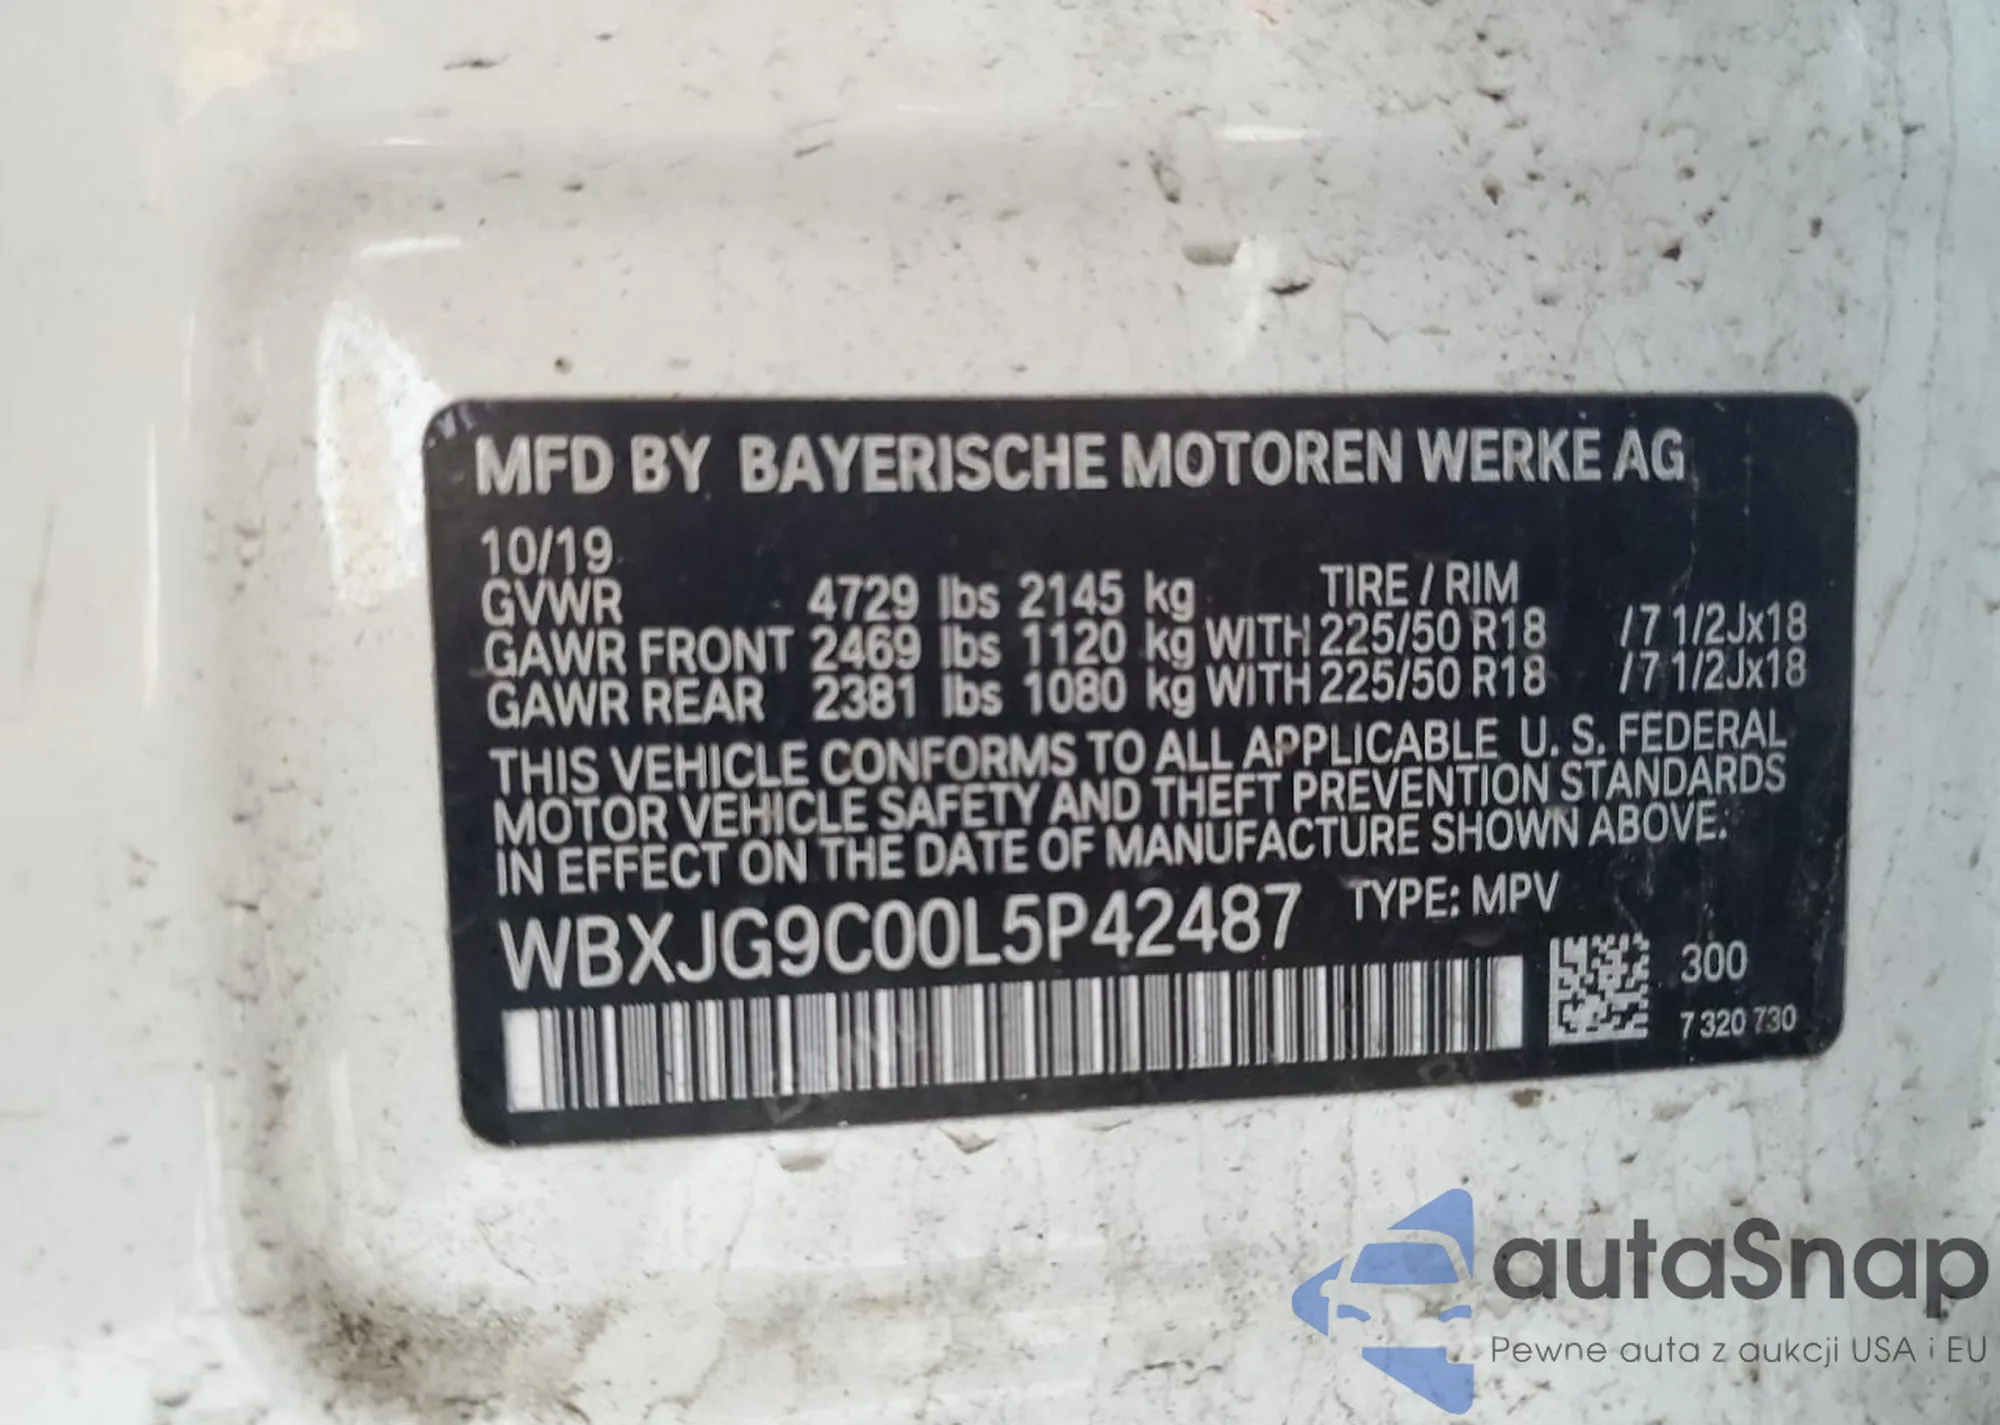 MFD BY BAYERISCHE MOTOREN WERKE AG
10/19
GVWR 4729 lbs 2145 kg TIRE / RIM
GAWR FRONT 2469 lbs 1120 kg WITH 225/50 R18 /7 1/2Jx18
GAWR REAR 2381 lbs 1080 kg WITH 225/50 R18 /7 1/2Jx18
THIS VEHICLE CONFORMS TO ALL APPLICABLE U. S. FEDERAL
MOTOR VEHICLE SAFETY AND THEFT PREVENTION STANDARDS
IN EFFECT ON THE DATE OF MANUFACTURE SHOWN ABOVE.
WBXJG9C00L5P42487 TYPE: MPV
300
7 320 730
autaSnap
Pewne auta z aukcji USA i EU